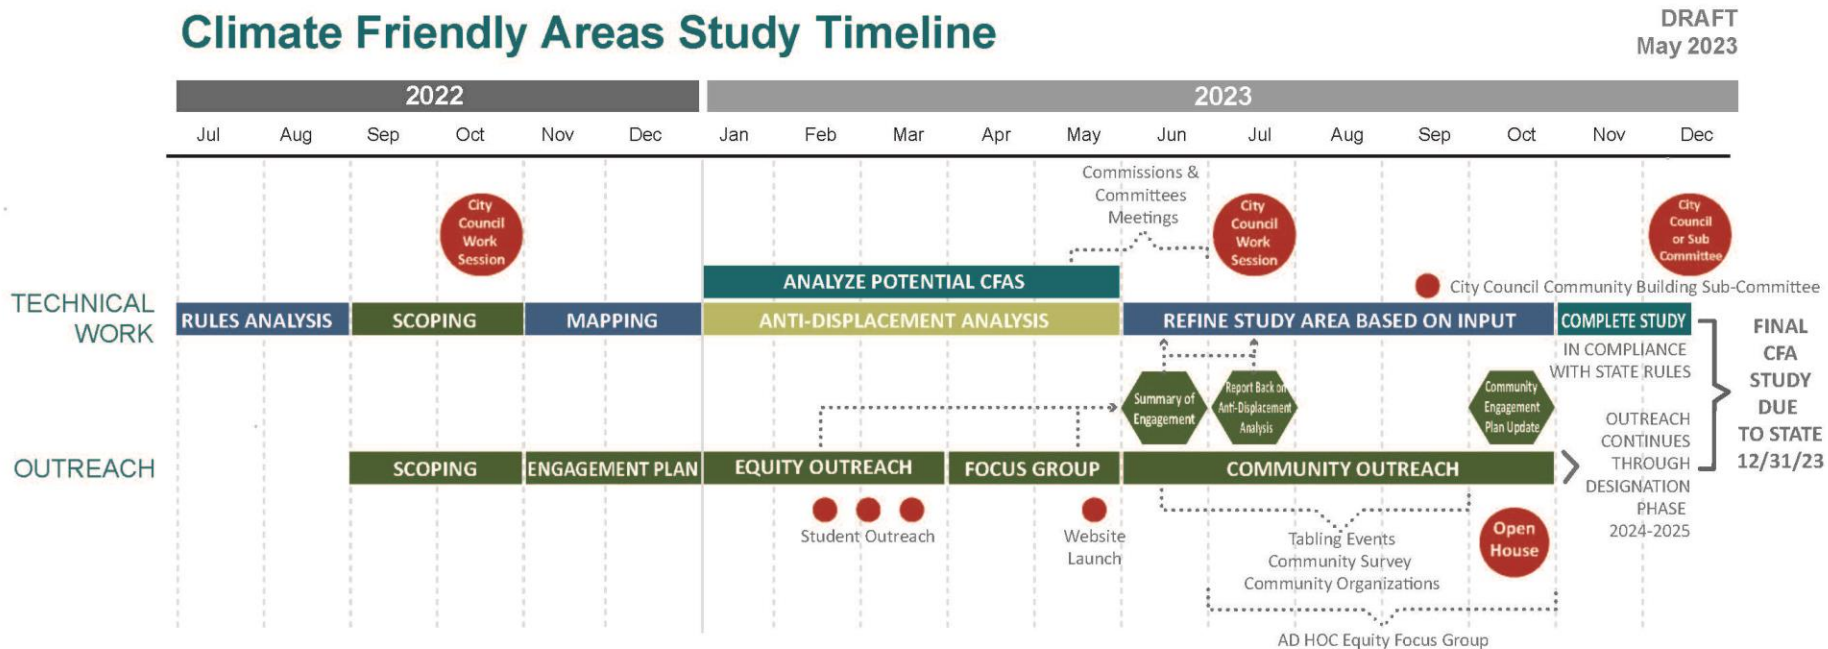 Climate Friendly Areas Study Timeline
DRAFT
May 2023
2022
2023
Jul
Aug
Sep
Oct
Nov
Dec
Jan
Feb
Mar
Apr
May
Jun
Jul
Aug
Sep
Oct
Nov
Dec
City
Council
Work
Session
Commissions &
Committees
Meetings
City
Council
Work
Session
City
Council
or Sub
Committee
City Council Community Building Sub-Committee
TECHNICAL
WORK
ANALYZE POTENTIAL CFAS
RULES ANALYSIS
SCOPING
MAPPING
ANTI-DISPLACEMENT ANALYSIS
REFINE STUDY AREA BASED ON INPUT
COMPLETE STUDY
IN COMPLIANCE
WITH STATE RULES
Summary of
Engagement
Report Back on
Anti-Displacement
Analysis
Community
Engagement
Plan Update
OUTREACH
CONTINUES
THROUGH
DESIGNATION
PHASE
2024-2025
FINAL
CFA
STUDY
DUE
TO STATE
12/31/23
OUTREACH
SCOPING
ENGAGEMENT PLAN
EQUITY OUTREACH
FOCUS GROUP
COMMUNITY OUTREACH
Student Outreach
Website
Launch
Tabling Events
Community Survey
Community Organizations
Open
House
AD HOC Equity Focus Group